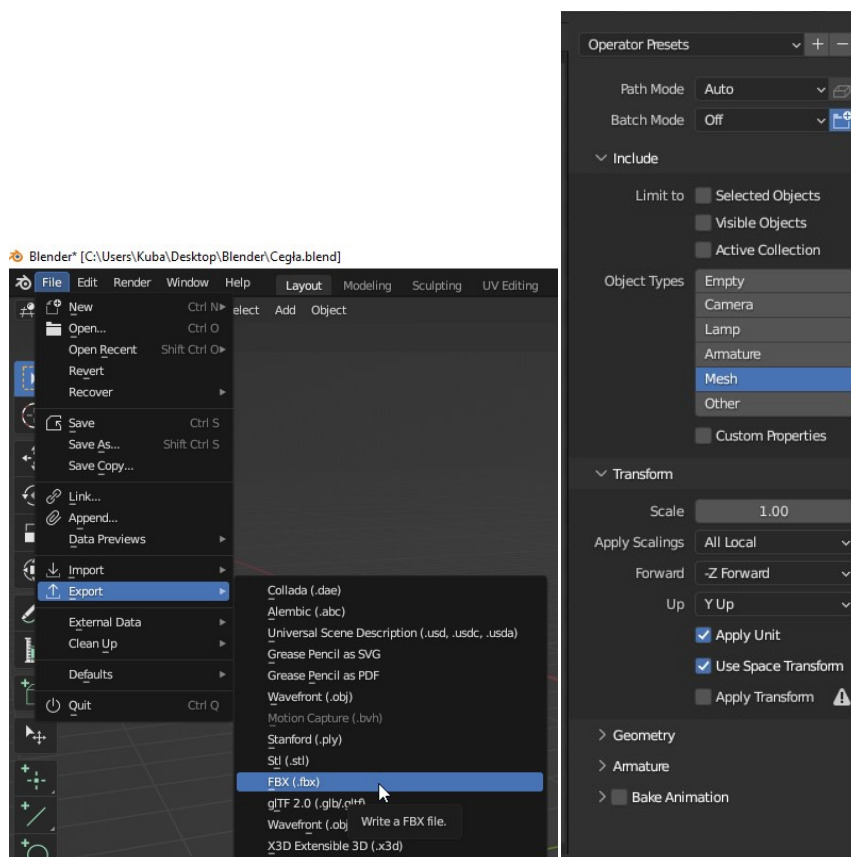 Blender* [C:\Users\Kuba\Desktop\Blender\Cegła.blend]
File Edit Render Window Help Layout Modeling Sculpting UV Editing
elect Add Object
New Ctrl N
Open... Ctrl O
Open Recent Shift Ctrl O
Revert
Recover
Save Ctrl S
Save As... Shift Ctrl S
Save Copy...
Link...
Append...
Data Previews
Import
Export
External Data
Clean Up
Defaults
Quit Ctrl Q
Collada (.dae)
Alembic (.abc)
Universal Scene Description (.usd, .usdc, .usda)
Grease Pencil as SVG
Grease Pencil as PDF
Wavefront (.obj)
Motion Capture (.bvh)
Stanford (.ply)
Stl (.stl)
FBX (.fbx)
glTF 2.0 (.glb/.gltf)
Wavefront (.obj
Write a FBX file.
X3D Extensible 3D (.x3d)
Operator Presets
Path Mode Auto
Batch Mode Off
Include
Limit to Selected Objects
Visible Objects
Active Collection
Object Types Empty
Camera
Lamp
Armature
Mesh
Other
Custom Properties
Transform
Scale 1.00
Apply Scalings All Local
Forward -Z Forward
Up Y Up
Apply Unit
Use Space Transform
Apply Transform
Geometry
Armature
Bake Animation